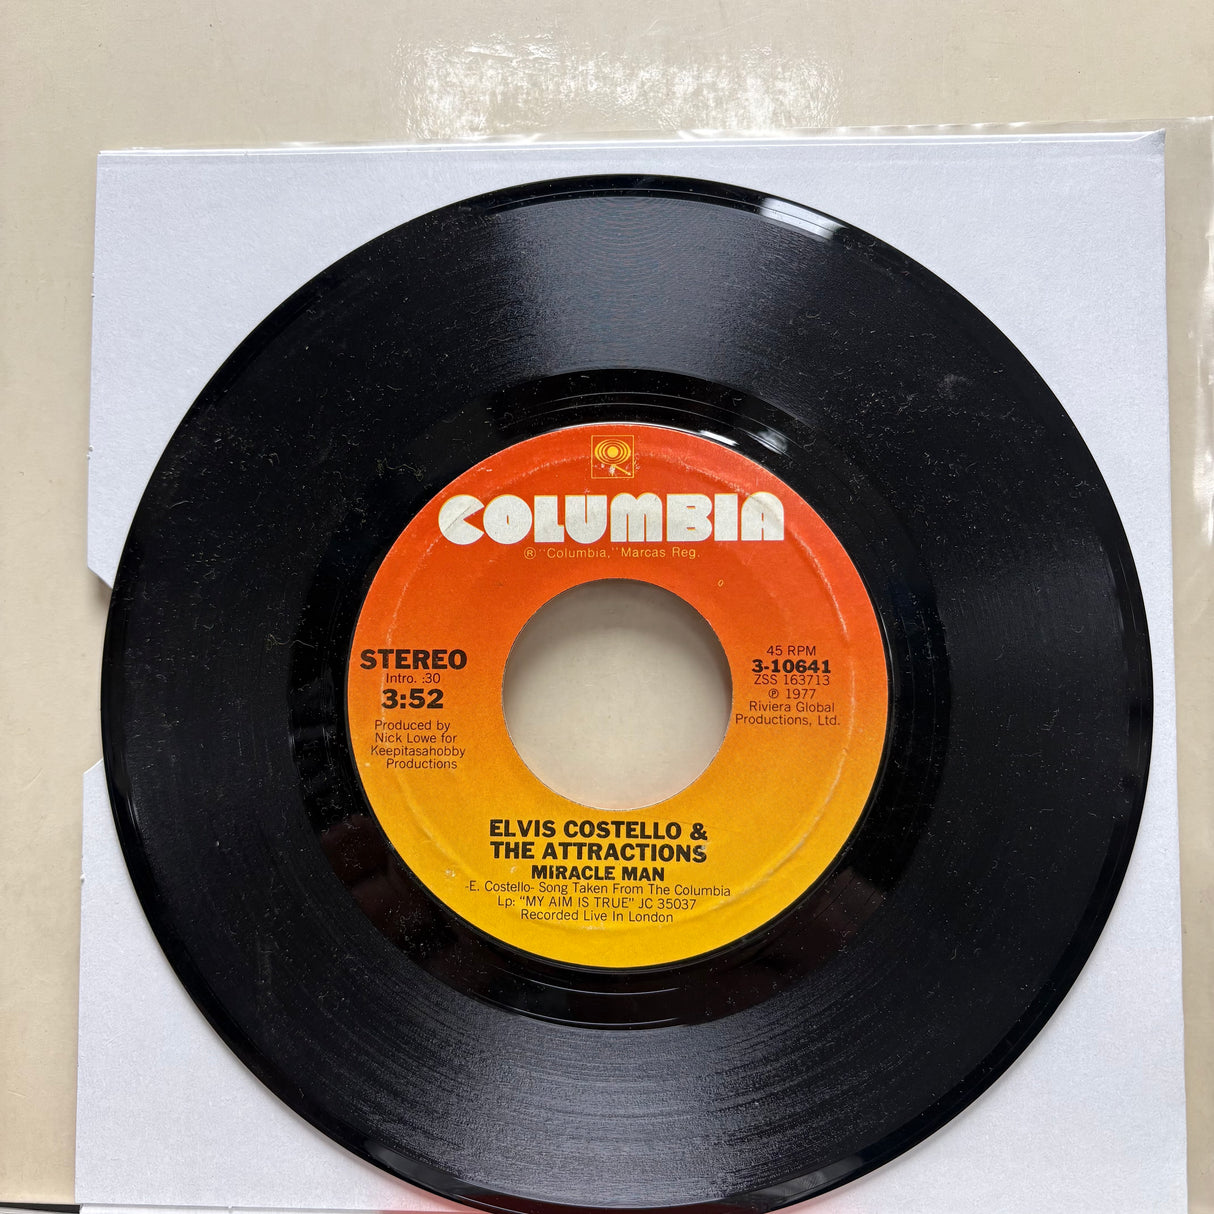 COLUMBIA
® "Columbia," Marcas Reg.
STEREO
Intro. :30
3:52
Produced by
Nick Lowe for
Keepitasahobby
Productions
45 RPM
3-10641
ZSS 163713
℗ 1977
Riviera Global
Productions, Ltd.
ELVIS COSTELLO &
THE ATTRACTIONS
MIRACLE MAN
-E. Costello- Song Taken From The Columbia
Lp: "MY AIM IS TRUE" JC 35037
Recorded Live In London